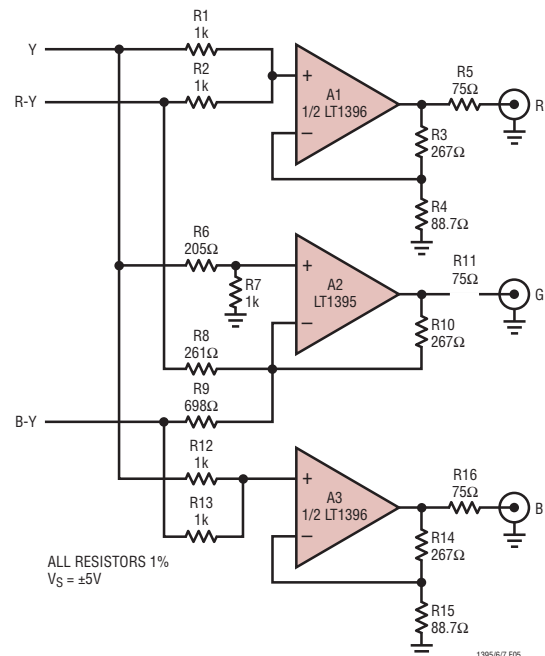 R1
1k
Y
R2
1k
R-Y
+
–
A1
1/2 LT1396
R5
75Ω
R
R3
267Ω
R4
88.7Ω
R6
205Ω
R7
1k
+
–
A2
LT1395
R11
75Ω
G
R10
267Ω
R8
261Ω
R9
698Ω
B-Y
R12
1k
R13
1k
+
–
A3
1/2 LT1396
R16
75Ω
B
R14
267Ω
R15
88.7Ω
ALL RESISTORS 1%
VS = ±5V
1395/6/7 F05